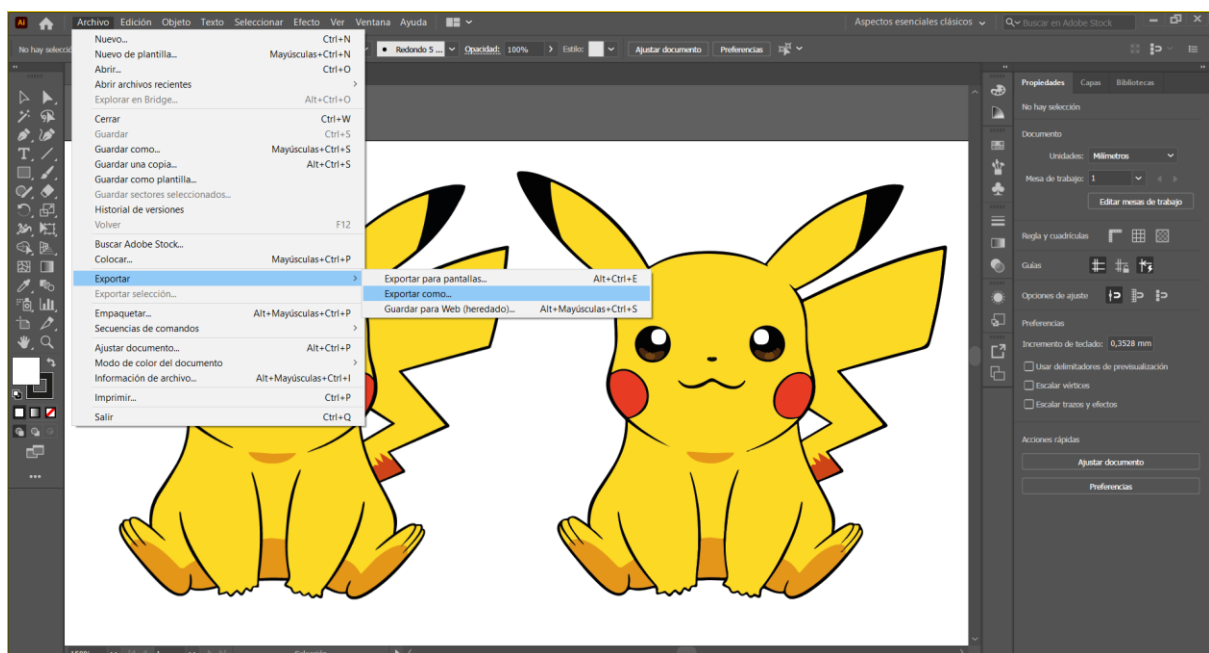 Ai Archivo Edición Objeto Texto Seleccionar Efecto Ver Ventana Ayuda Aspectos esenciales clásicos Buscar en Adobe Stock
Redondo 5 ... Opacidad: 100% Estilo: Ajustar documento Preferencias
Nuevo... Ctrl+N
Nuevo de plantilla... Mayúsculas+Ctrl+N
Abrir... Ctrl+O
Abrir archivos recientes
Explorar en Bridge... Alt+Ctrl+O
Cerrar Ctrl+W
Guardar Ctrl+S
Guardar como... Mayúsculas+Ctrl+S
Guardar una copia... Alt+Ctrl+S
Guardar como plantilla...
Guardar sectores seleccionados...
Historial de versiones
Volver F12
Buscar Adobe Stock...
Colocar... Mayúsculas+Ctrl+P
Exportar
Exportar selección...
Empaquetar... Alt+Mayúsculas+Ctrl+P
Secuencias de comandos
Ajustar documento... Alt+Ctrl+P
Modo de color del documento
Información de archivo... Alt+Mayúsculas+Ctrl+I
Imprimir... Ctrl+P
Salir Ctrl+Q
Exportar para pantallas... Alt+Ctrl+E
Exportar como...
Guardar para Web (heredado)... Alt+Mayúsculas+Ctrl+S
Propiedades Capas Bibliotecas
No hay selección
Documento
Unidades: Milímetros
Mesa de trabajo: 1
Editar mesas de trabajo
Regla y cuadrículas
Guías
Opciones de ajuste
Preferencias
Incremento de teclado: 0,3528 mm
Usar delimitadores de previsualización
Escalar vértices
Escalar trazos y efectos
Acciones rápidas
Ajustar documento
Preferencias